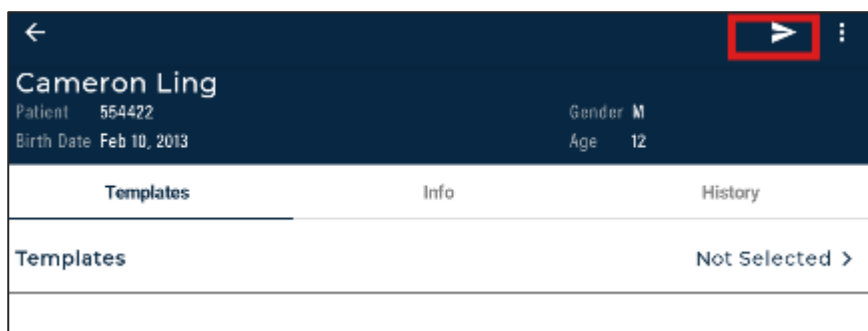 Cameron Ling
Patient 554422 Gender M
Birth Date Feb 10, 2013 Age 12
Templates Info History
Templates Not Selected